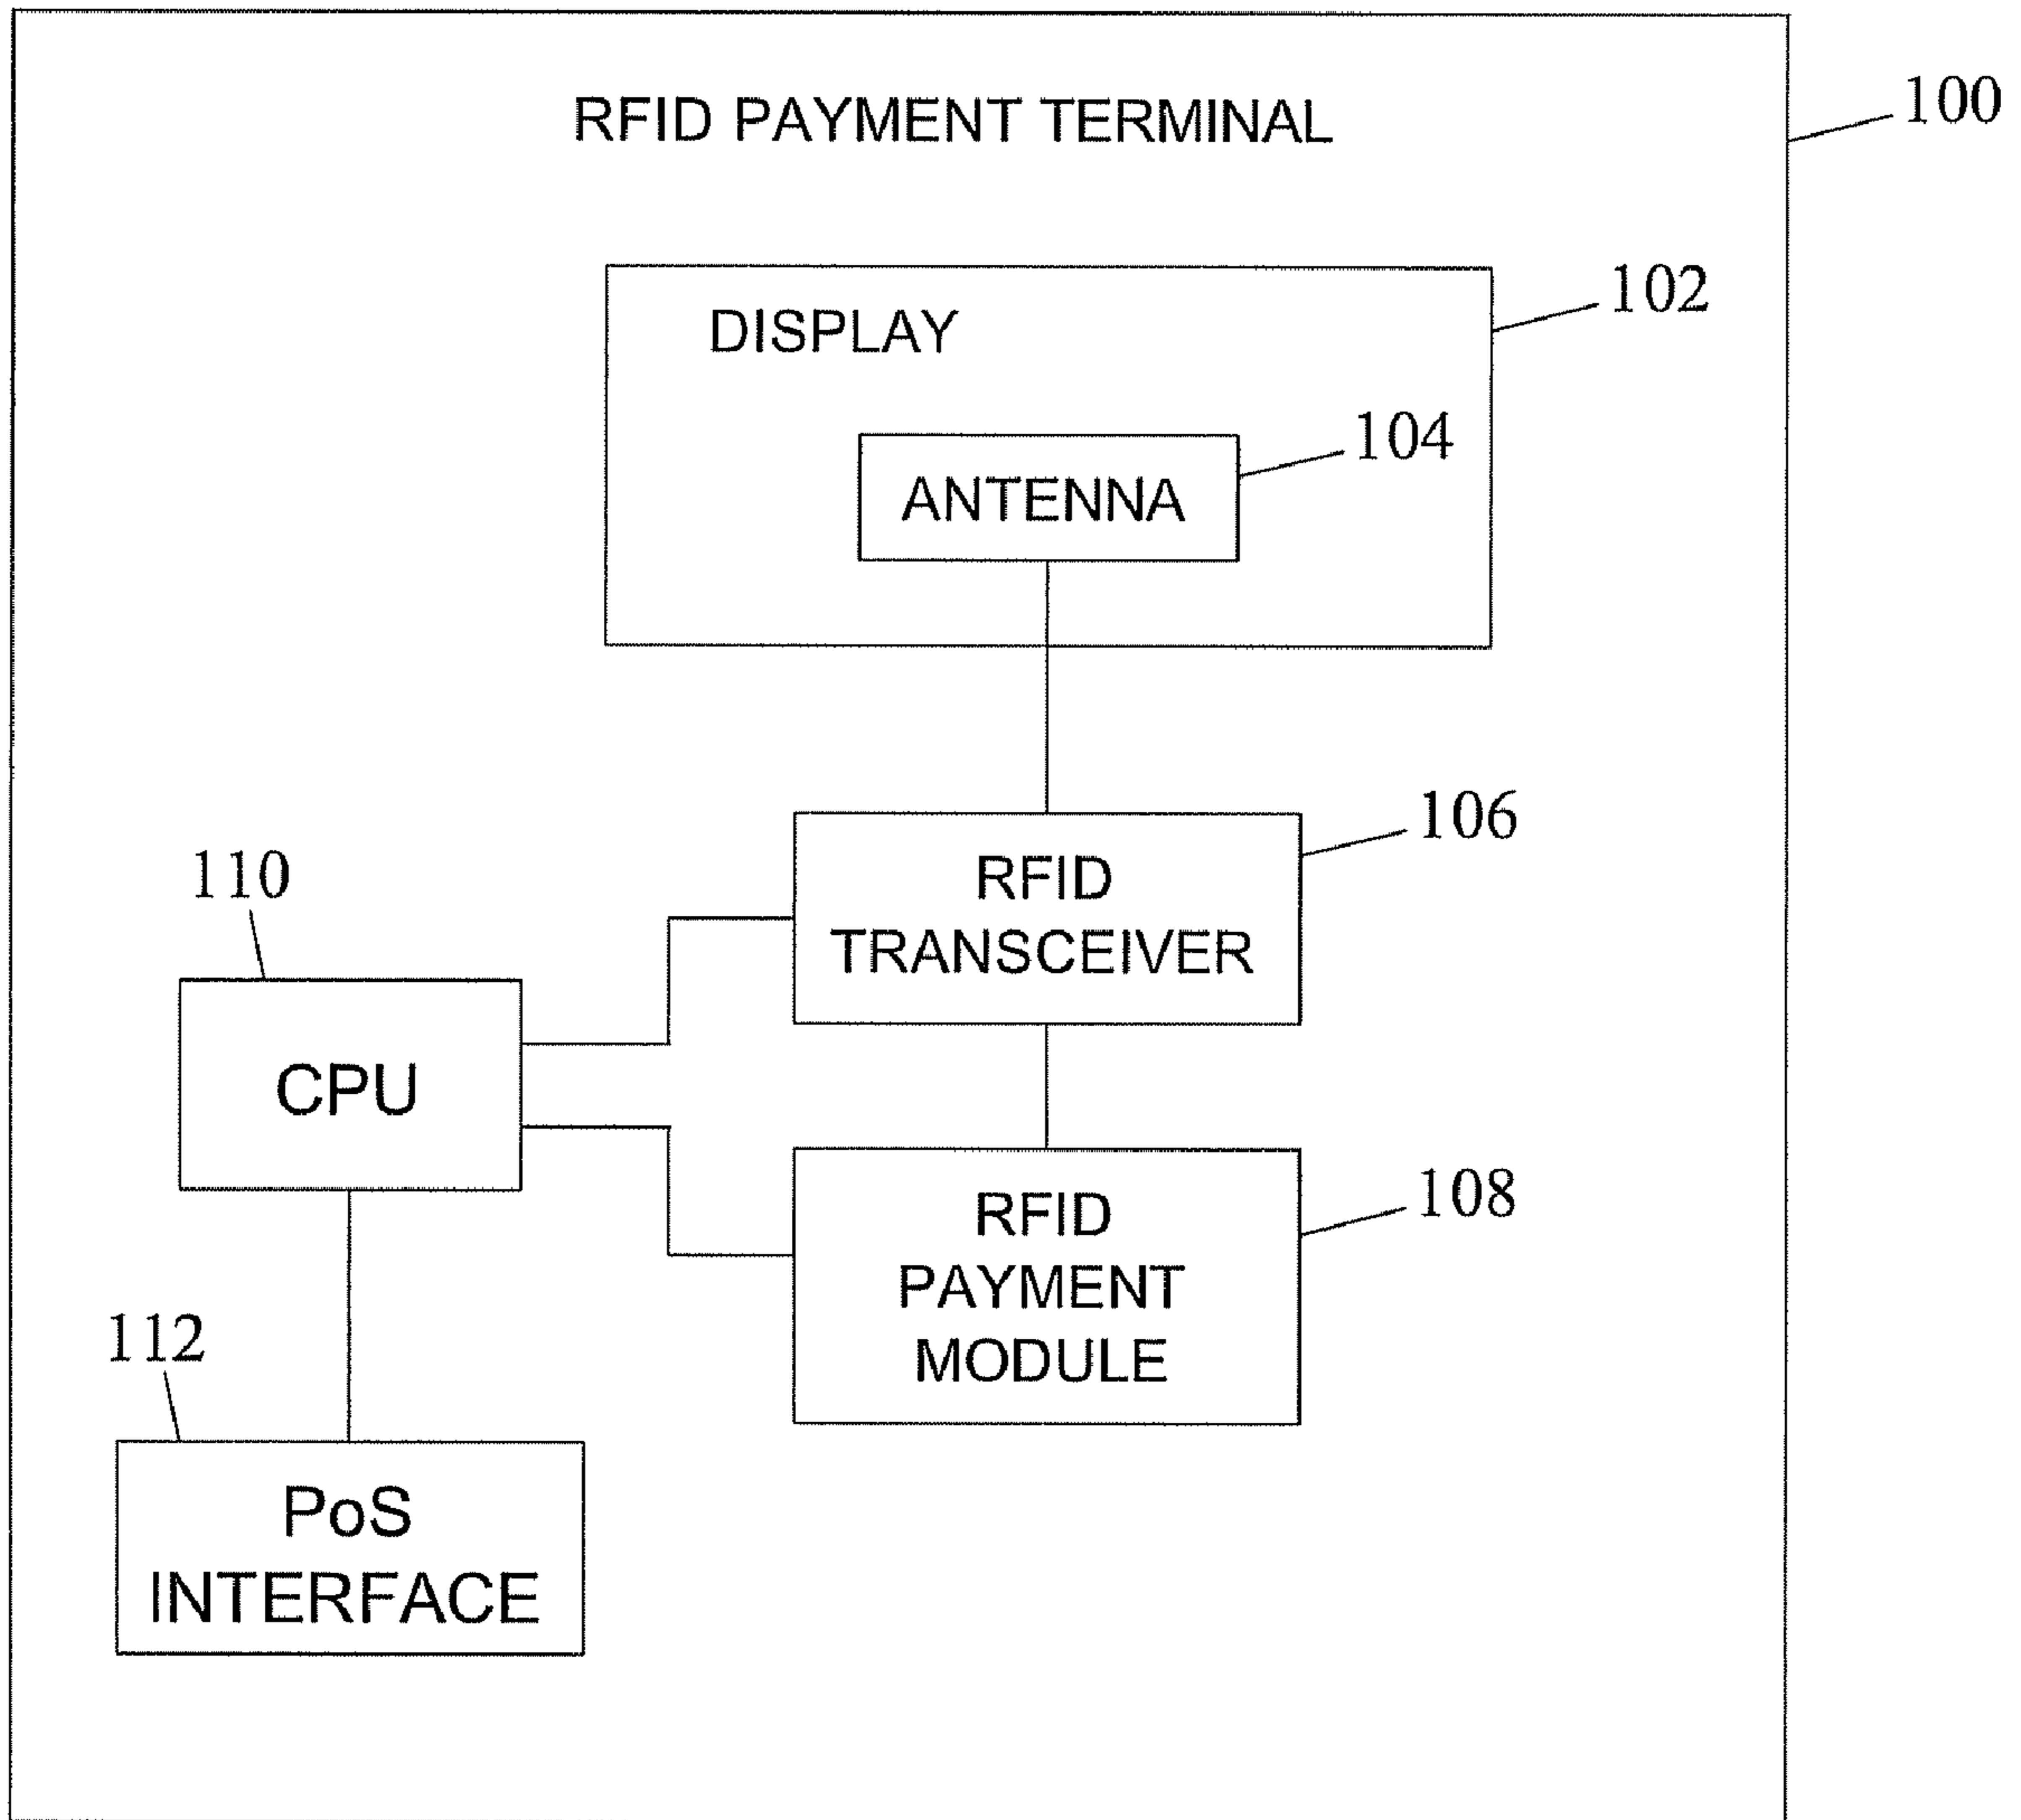 RFID PAYMENT TERMINAL
100
DISPLAY
102
ANTENNA
104
RFID
TRANSCEIVER
106
110
CPU
RFID
PAYMENT
MODULE
108
112
PoS
INTERFACE